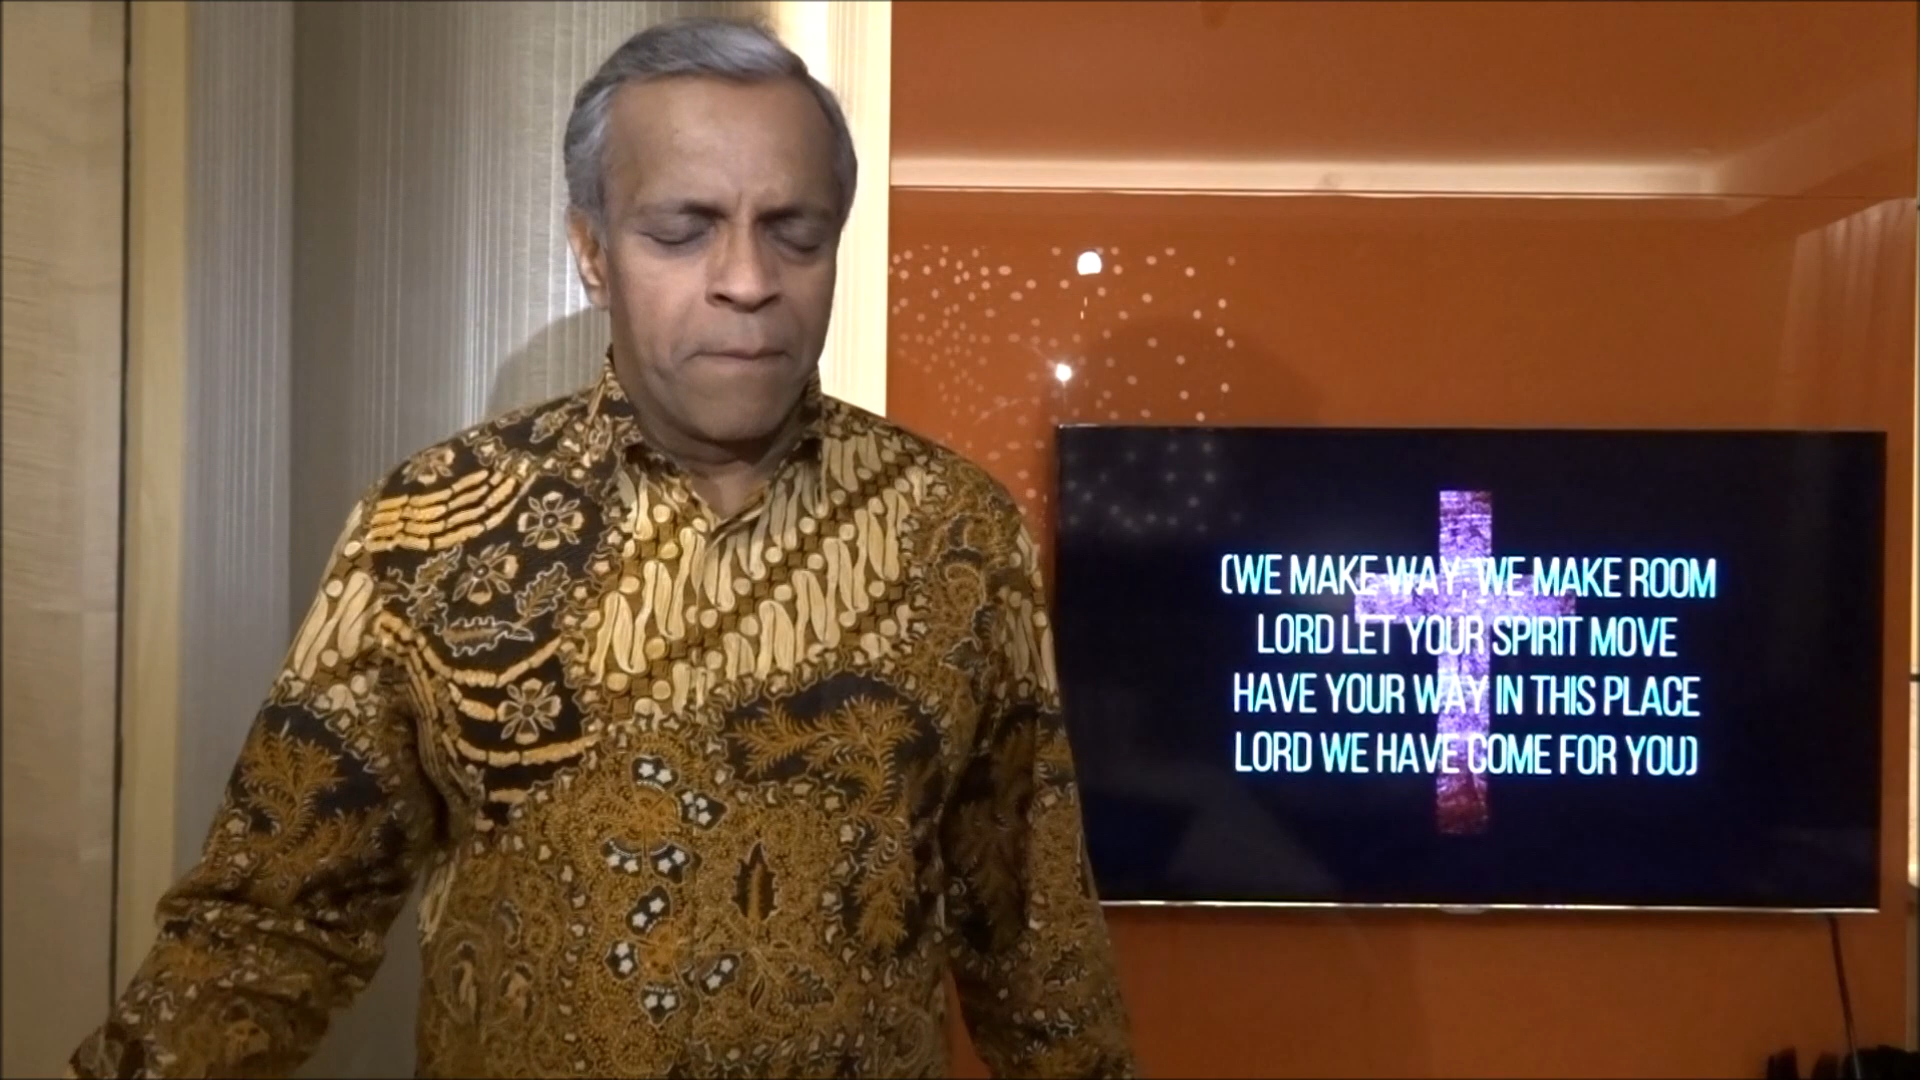 (WE MAKE WAY, WE MAKE ROOM
LORD LET YOUR SPIRIT MOVE
HAVE YOUR WAY IN THIS PLACE
LORD WE HAVE COME FOR YOU)